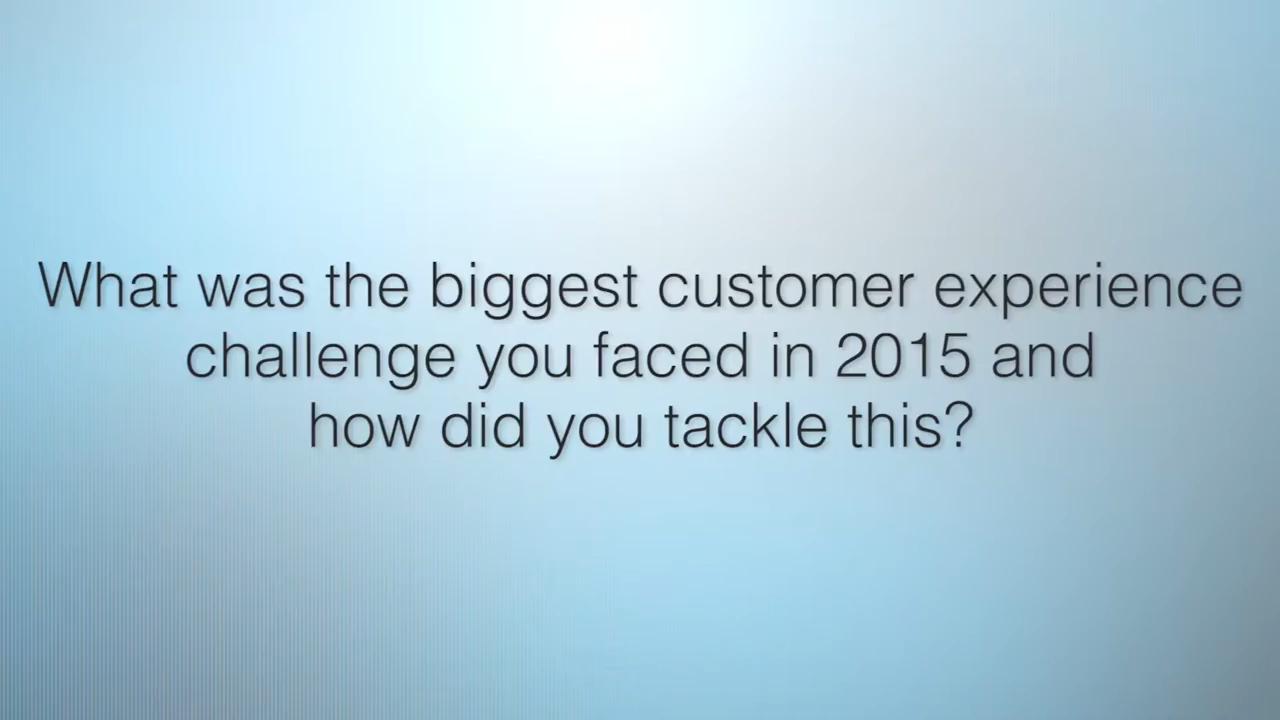 What was the biggest customer experience
challenge you faced in 2015 and
how did you tackle this?